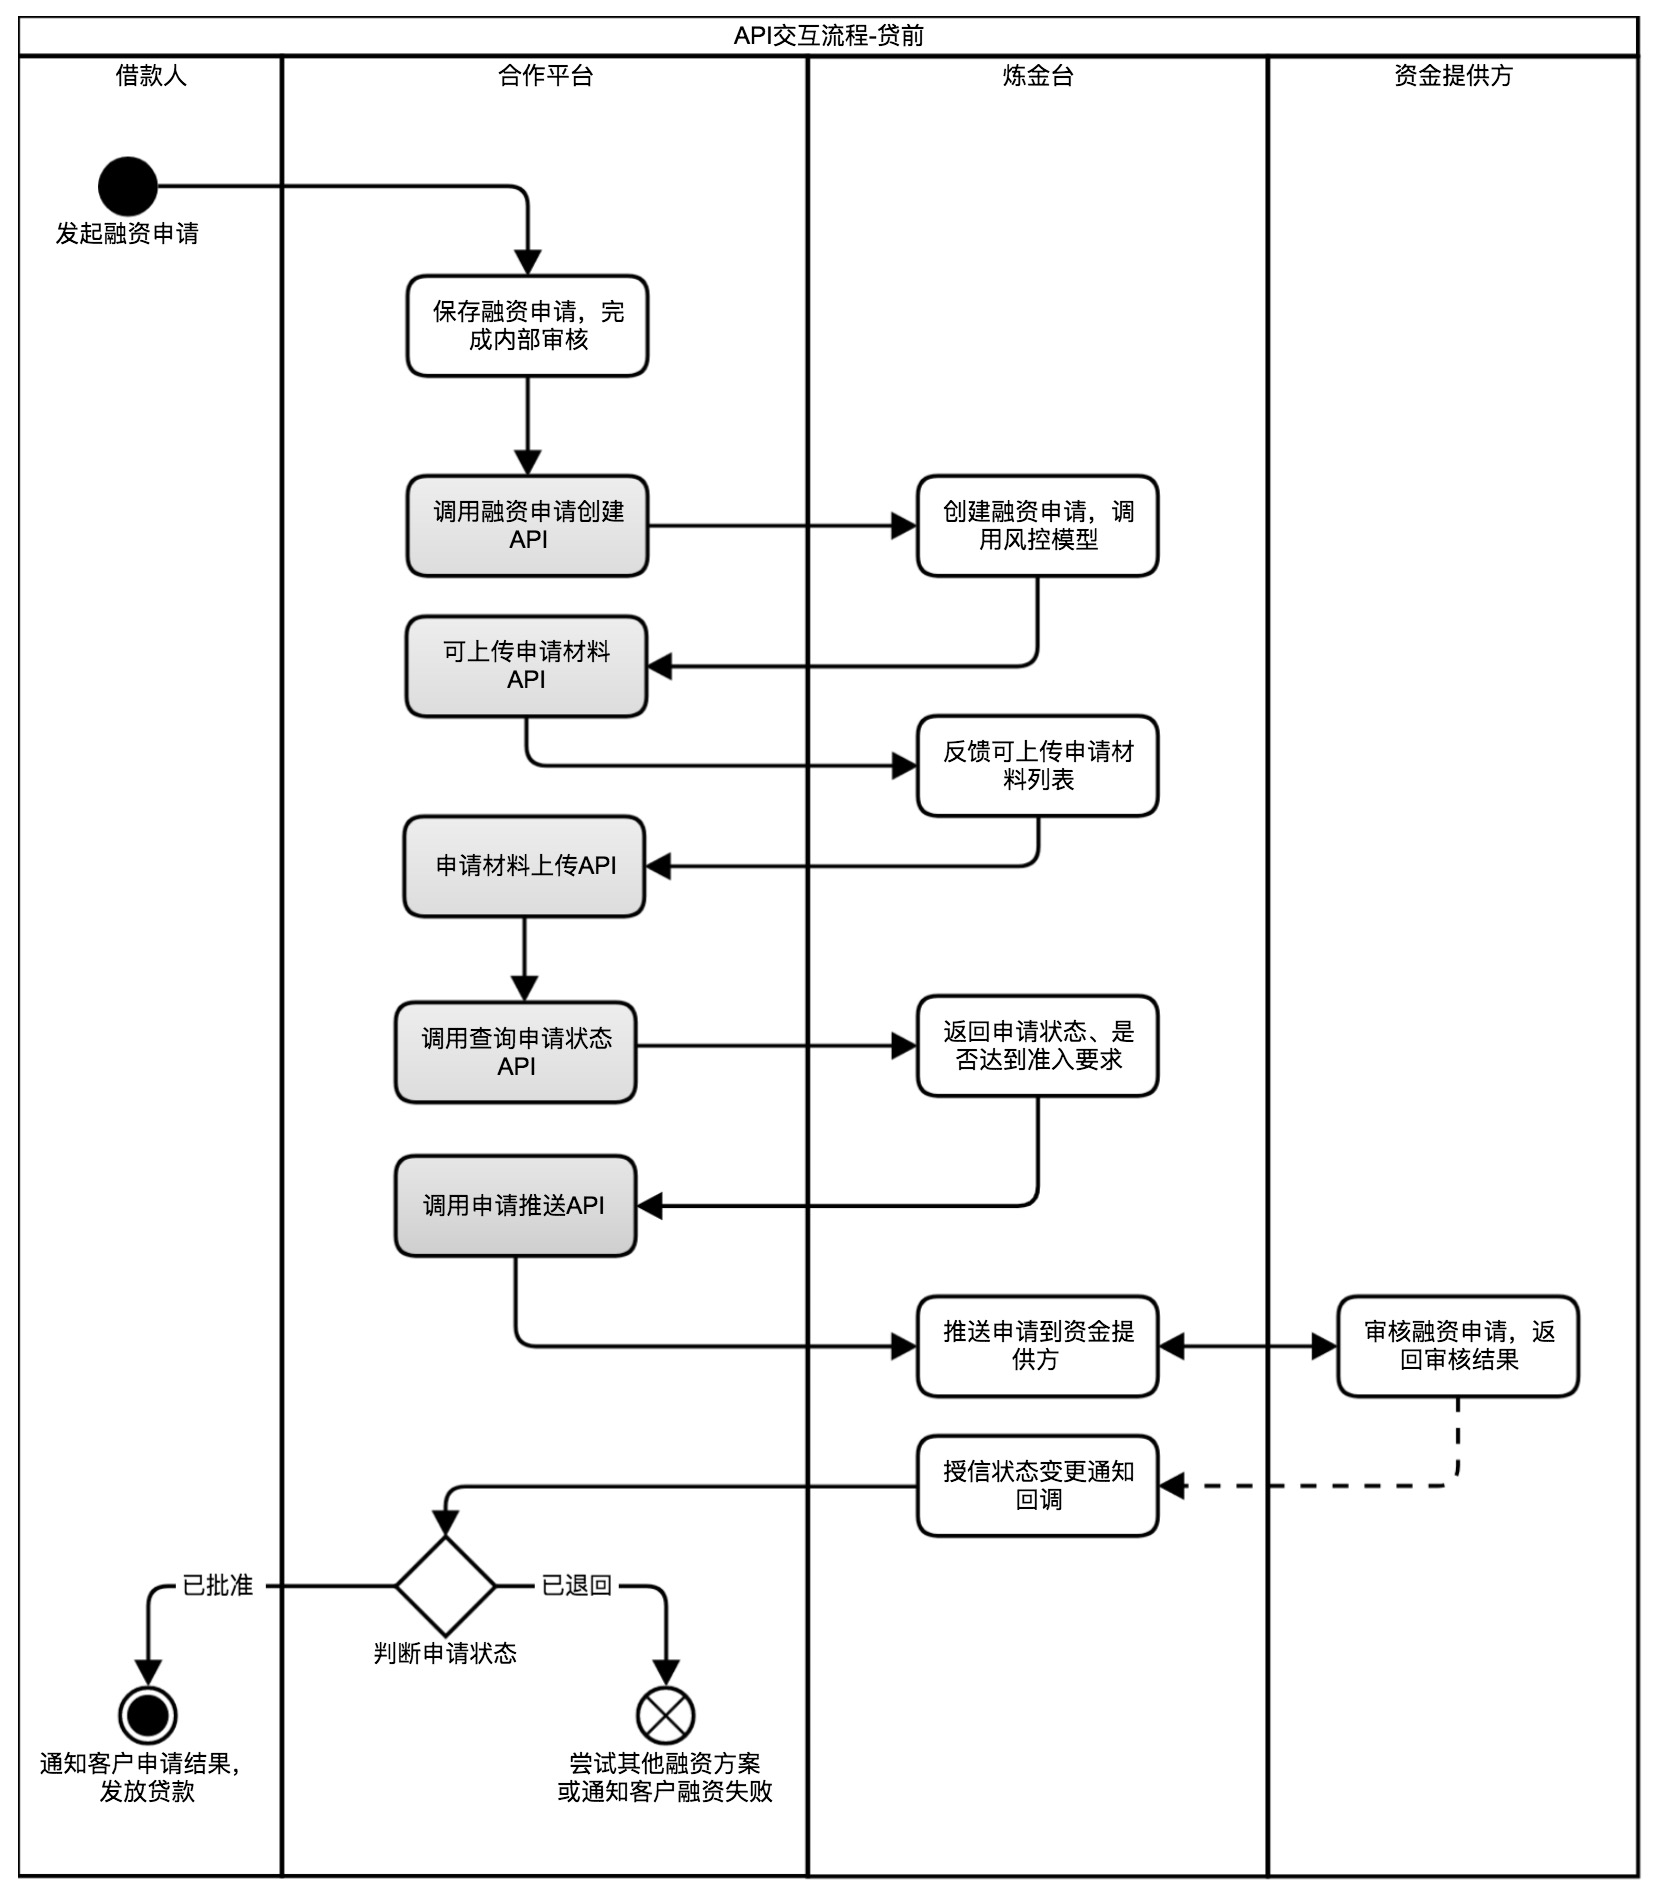 API交互流程-贷前
借款人
合作平台
炼金台
资金提供方
发起融资申请
保存融资申请，完
成内部审核
调用融资申请创建
API
创建融资申请，调
用风控模型
可上传申请材料
API
反馈可上传申请材
料列表
申请材料上传API
调用查询申请状态
API
返回申请状态、是
否达到准入要求
调用申请推送API
推送申请到资金提
供方
审核融资申请，返
回审核结果
授信状态变更通知
回调
已批准
已退回
判断申请状态
通知客户申请结果，
发放贷款
尝试其他融资方案
或通知客户融资失败